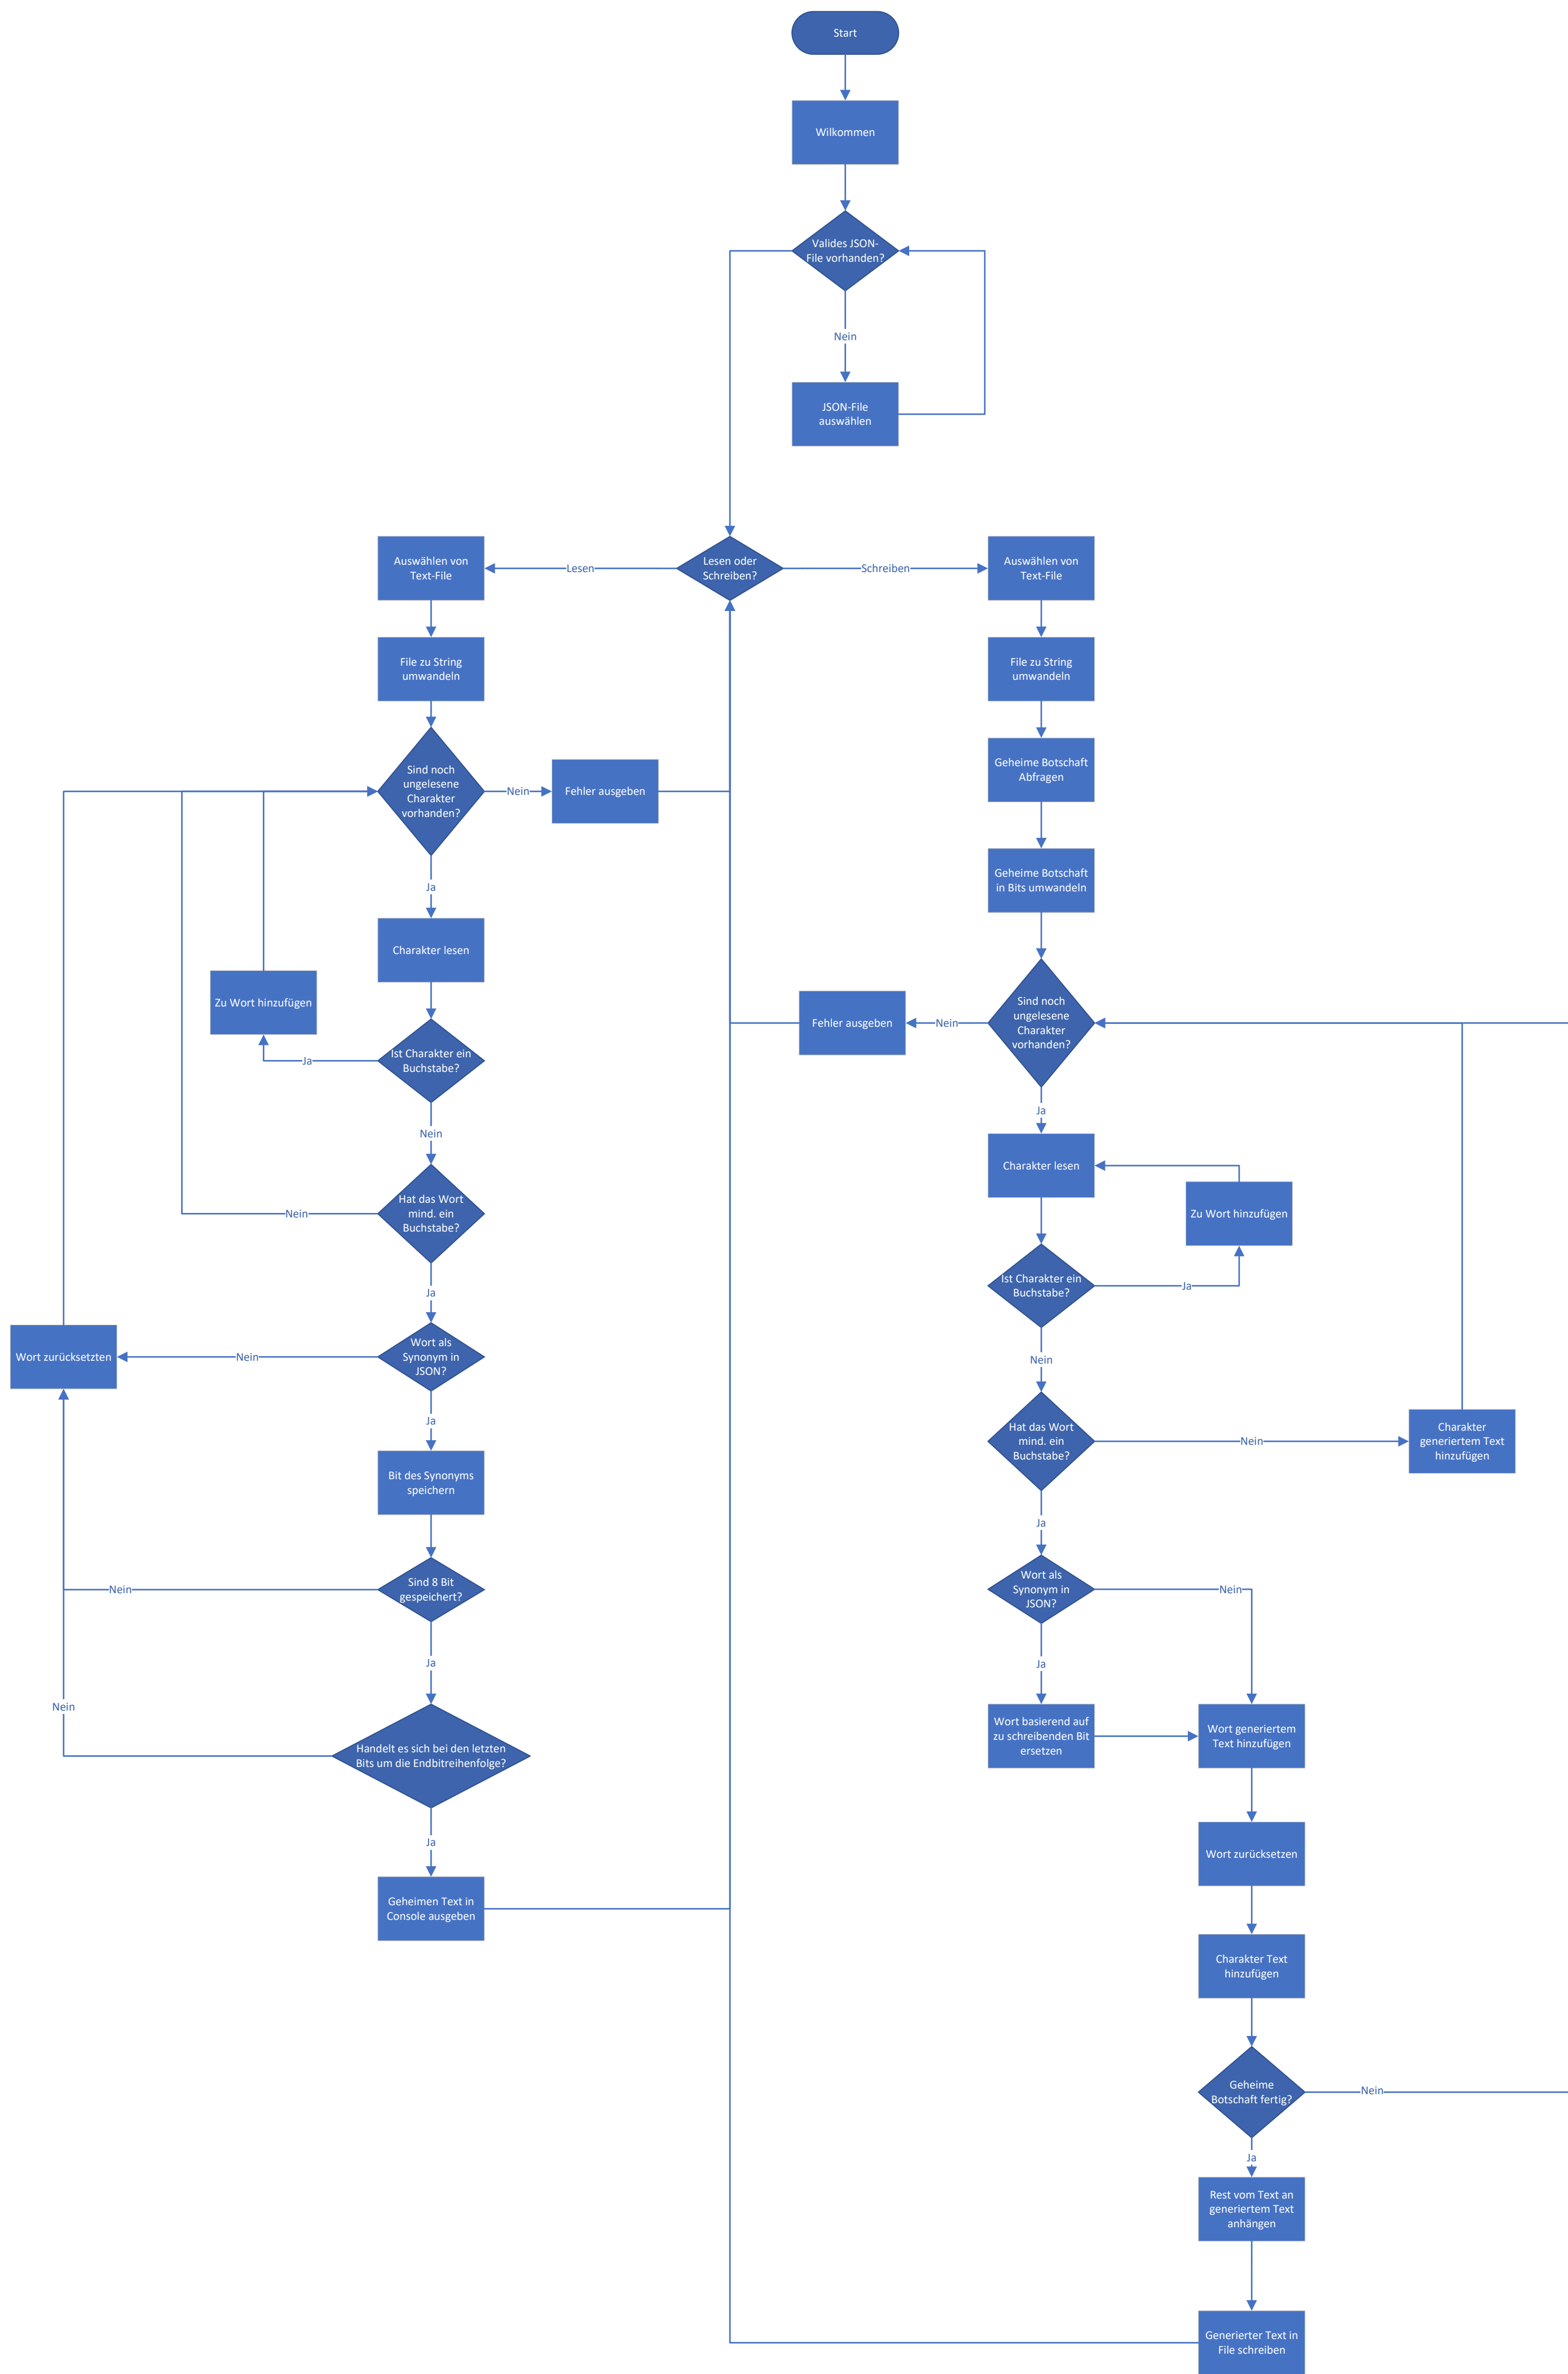 Start
Wilkommen
Valides JSON-
File vorhanden?
Nein
JSON-File
auswählen
Lesen oder
Schreiben?
Lesen
Schreiben
Auswählen von
Text-File
File zu String
umwandeln
Sind noch
ungelesene
Charakter
vorhanden?
Nein
Fehler ausgeben
Ja
Charakter lesen
Zu Wort hinzufügen
Ist Charakter ein
Buchstabe?
Ja
Nein
Hat das Wort
mind. ein
Buchstabe?
Nein
Ja
Wort als
Synonym in
JSON?
Nein
Wort zurücksetzten
Ja
Bit des Synonyms
speichern
Sind 8 Bit
gespeichert?
Nein
Ja
Nein
Handelt es sich bei den letzten
Bits um die Endbitreihenfolge?
Ja
Geheimen Text in
Console ausgeben
Auswählen von
Text-File
File zu String
umwandeln
Geheime Botschaft
Abfragen
Geheime Botschaft
in Bits umwandeln
Sind noch
ungelesene
Charakter
vorhanden?
Nein
Fehler ausgeben
Ja
Charakter lesen
Zu Wort hinzufügen
Ist Charakter ein
Buchstabe?
Ja
Nein
Hat das Wort
mind. ein
Buchstabe?
Nein
Charakter
generiertem Text
hinzufügen
Ja
Wort als
Synonym in
JSON?
Nein
Ja
Wort basierend auf
zu schreibenden Bit
ersetzen
Wort generiertem
Text hinzufügen
Wort zurücksetzen
Charakter Text
hinzufügen
Geheime
Botschaft fertig?
Nein
Ja
Rest vom Text an
generiertem Text
anhängen
Generierter Text in
File schreiben